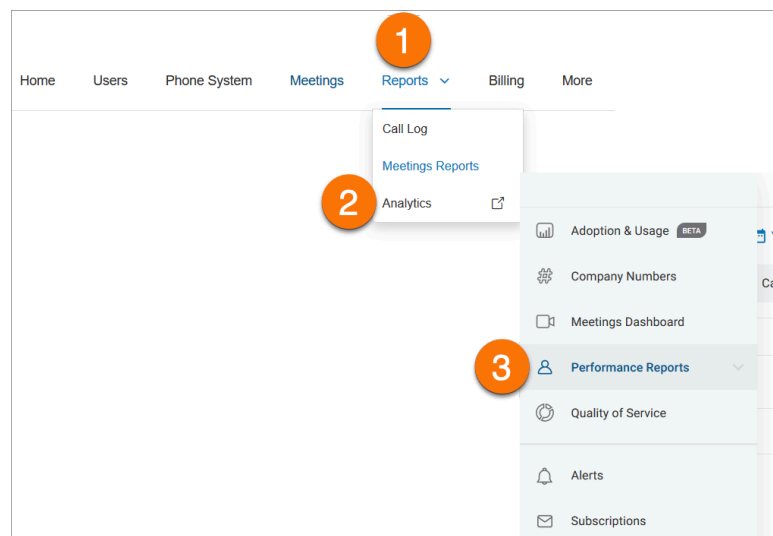 1
Home Users Phone System Meetings Reports Billing More
Call Log
Meetings Reports
2 Analytics
Adoption & Usage BETA
Company Numbers
Meetings Dashboard
3 Performance Reports
Quality of Service
Alerts
Subscriptions